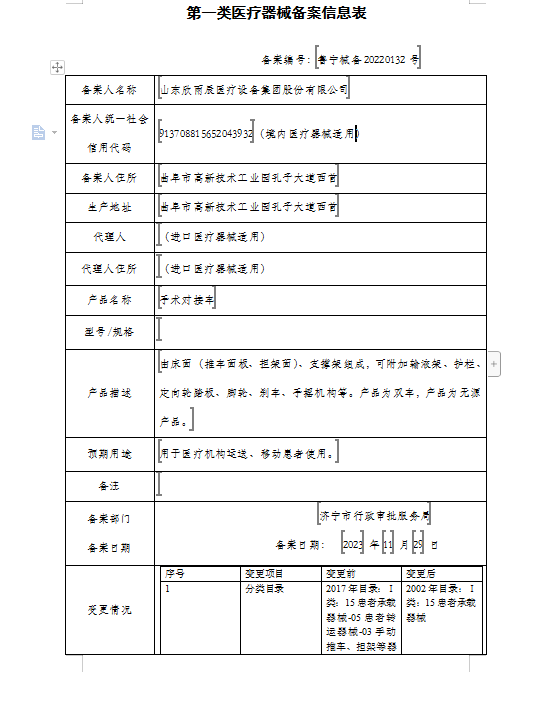 第一类医疗器械备案信息表
备案编号：鲁宁械备20220132号
备案人名称
山东欣雨辰医疗设备集团股份有限公司
备案人统一社会
信用代码
913708815652043932（境内医疗器械适用）
备案人住所
曲阜市高新技术工业园孔子大道西首
生产地址
曲阜市高新技术工业园孔子大道西首
代理人
（进口医疗器械适用）
代理人住所
（进口医疗器械适用）
产品名称
手术对接车
型号/规格
产品描述
由床面（推车面板、担架面）、支撑架组成，可附加输液架、护栏、
定向轮踏板、脚轮、刹车、手摇机构等。产品为双车，产品为无源
产品。
预期用途
用于医疗机构运送、移动患者使用。
备注
备案部门
备案日期
济宁市行政审批服务局
备案日期： 2023 年 11 月 29 日
变更情况
序号 变更项目 变更前 变更后
1 分类目录 2017年目录：Ⅰ 2002年目录：Ⅰ
类：15患者承载 类：15患者承载
器械-05患者转 器械
运器械-03手动
推车、担架等器